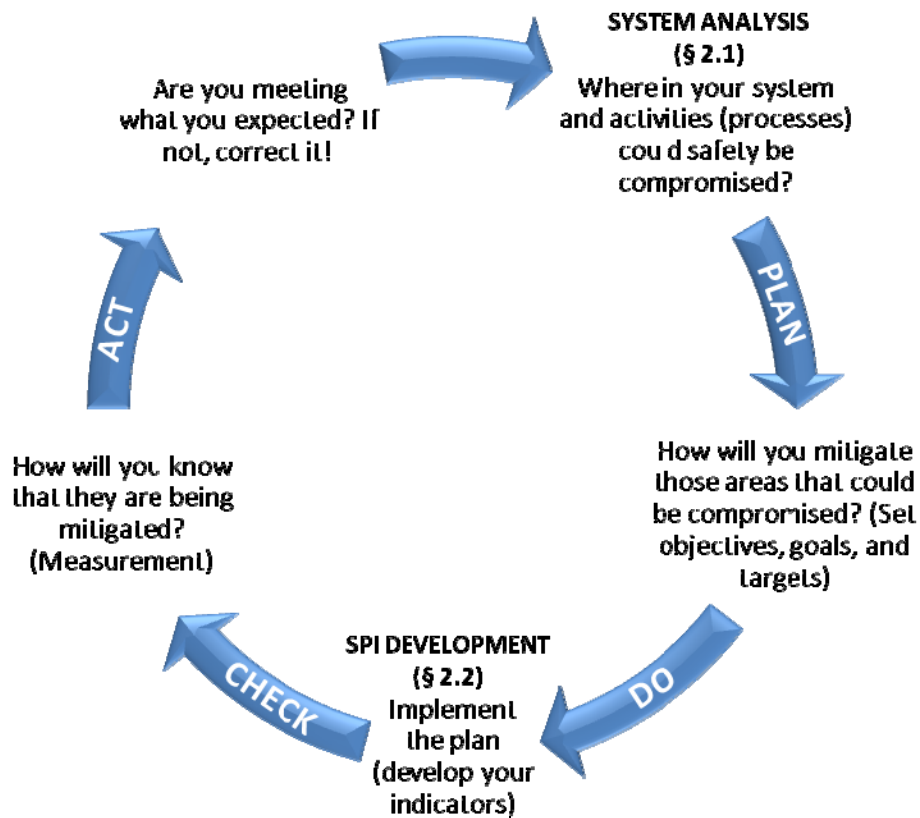 SYSTEM ANALYSIS
(§ 2.1)
Where in your system
and activities (processes)
could safety be
compromised?
PLAN
How will you mitigate
those areas that could
be compromised? (Set
objectives, goals, and
targets)
DO
SPI DEVELOPMENT
(§ 2.2)
Implement
the plan
(develop your
indicators)
CHECK
How will you know
that they are being
mitigated?
(Measurement)
ACT
Are you meeting
what you expected? If
not, correct it!